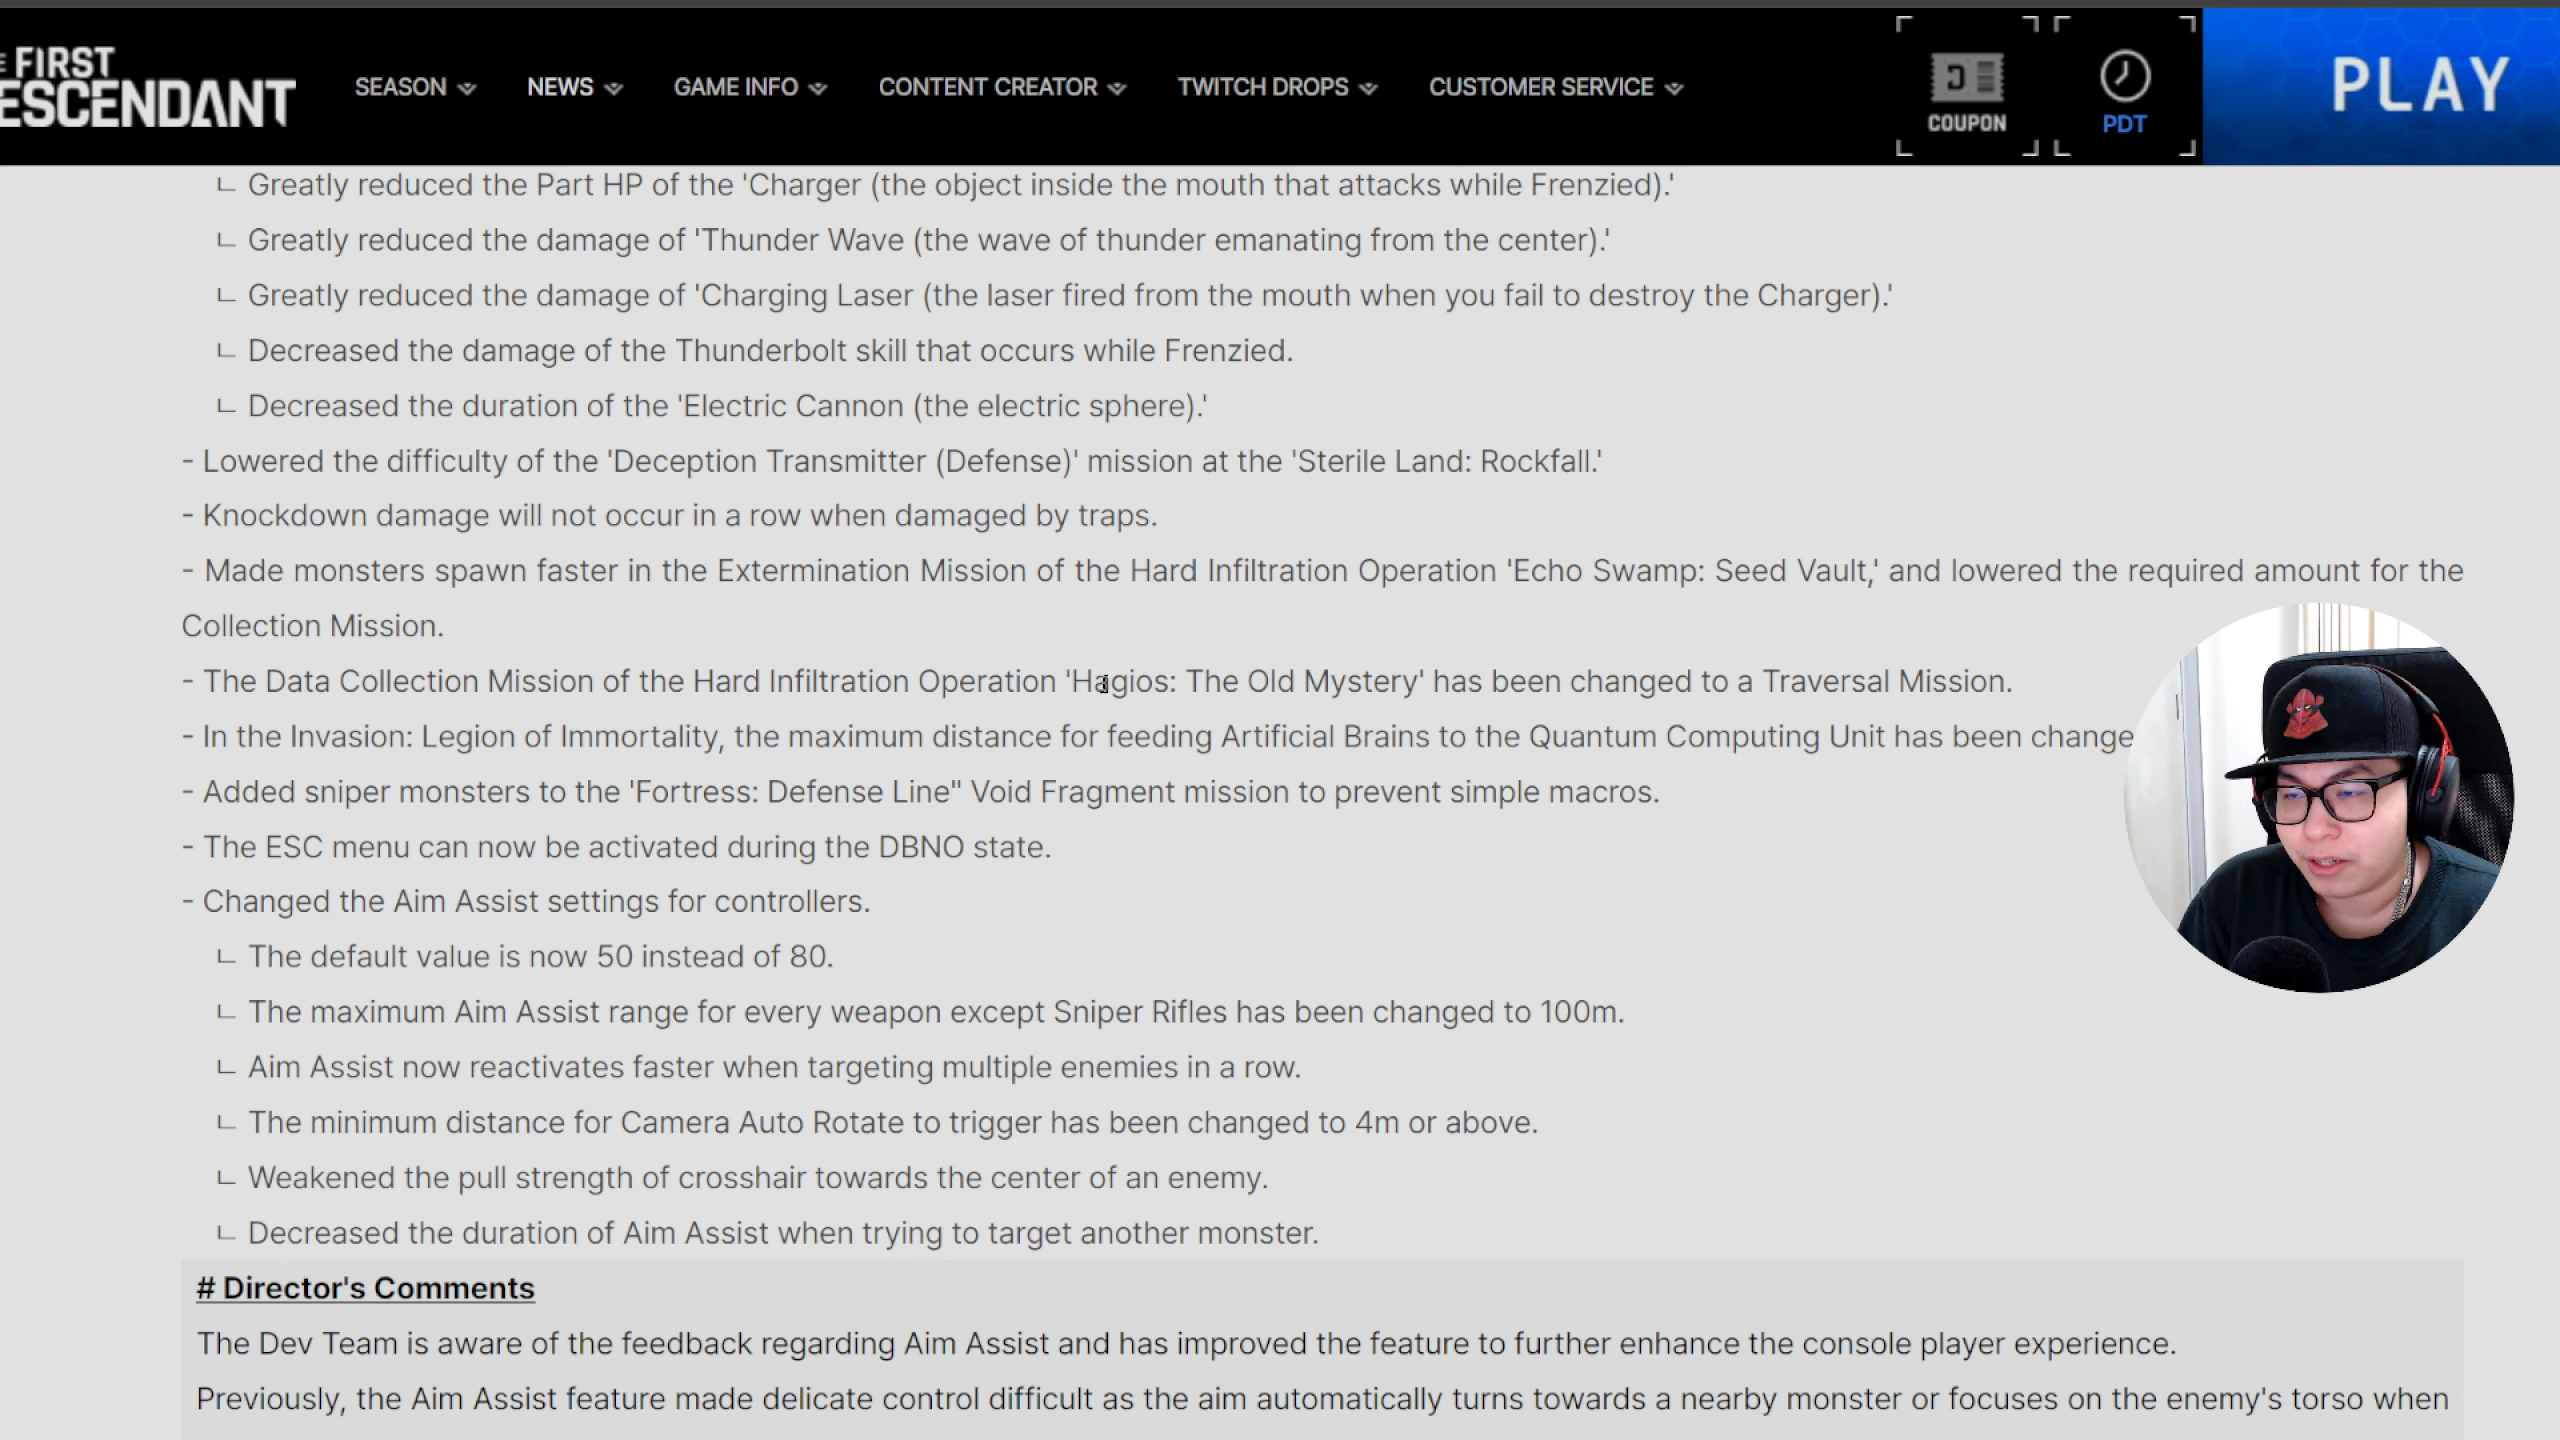 FIRST
ESCENDANT
SEASON
NEWS
GAME INFO
CONTENT CREATOR
TWITCH DROPS
CUSTOMER SERVICE
COUPON
PDT
PLAY
ㄴ Greatly reduced the Part HP of the 'Charger (the object inside the mouth that attacks while Frenzied).'
ㄴ Greatly reduced the damage of 'Thunder Wave (the wave of thunder emanating from the center).'
ㄴ Greatly reduced the damage of 'Charging Laser (the laser fired from the mouth when you fail to destroy the Charger).'
ㄴ Decreased the damage of the Thunderbolt skill that occurs while Frenzied.
ㄴ Decreased the duration of the 'Electric Cannon (the electric sphere).'
- Lowered the difficulty of the 'Deception Transmitter (Defense)' mission at the 'Sterile Land: Rockfall.'
- Knockdown damage will not occur in a row when damaged by traps.
- Made monsters spawn faster in the Extermination Mission of the Hard Infiltration Operation 'Echo Swamp: Seed Vault,' and lowered the required amount for the
Collection Mission.
- The Data Collection Mission of the Hard Infiltration Operation 'Hagios: The Old Mystery' has been changed to a Traversal Mission.
- In the Invasion: Legion of Immortality, the maximum distance for feeding Artificial Brains to the Quantum Computing Unit has been change
- Added sniper monsters to the 'Fortress: Defense Line" Void Fragment mission to prevent simple macros.
- The ESC menu can now be activated during the DBNO state.
- Changed the Aim Assist settings for controllers.
ㄴ The default value is now 50 instead of 80.
ㄴ The maximum Aim Assist range for every weapon except Sniper Rifles has been changed to 100m.
ㄴ Aim Assist now reactivates faster when targeting multiple enemies in a row.
ㄴ The minimum distance for Camera Auto Rotate to trigger has been changed to 4m or above.
ㄴ Weakened the pull strength of crosshair towards the center of an enemy.
ㄴ Decreased the duration of Aim Assist when trying to target another monster.
# Director's Comments
The Dev Team is aware of the feedback regarding Aim Assist and has improved the feature to further enhance the console player experience.
Previously, the Aim Assist feature made delicate control difficult as the aim automatically turns towards a nearby monster or focuses on the enemy's torso when